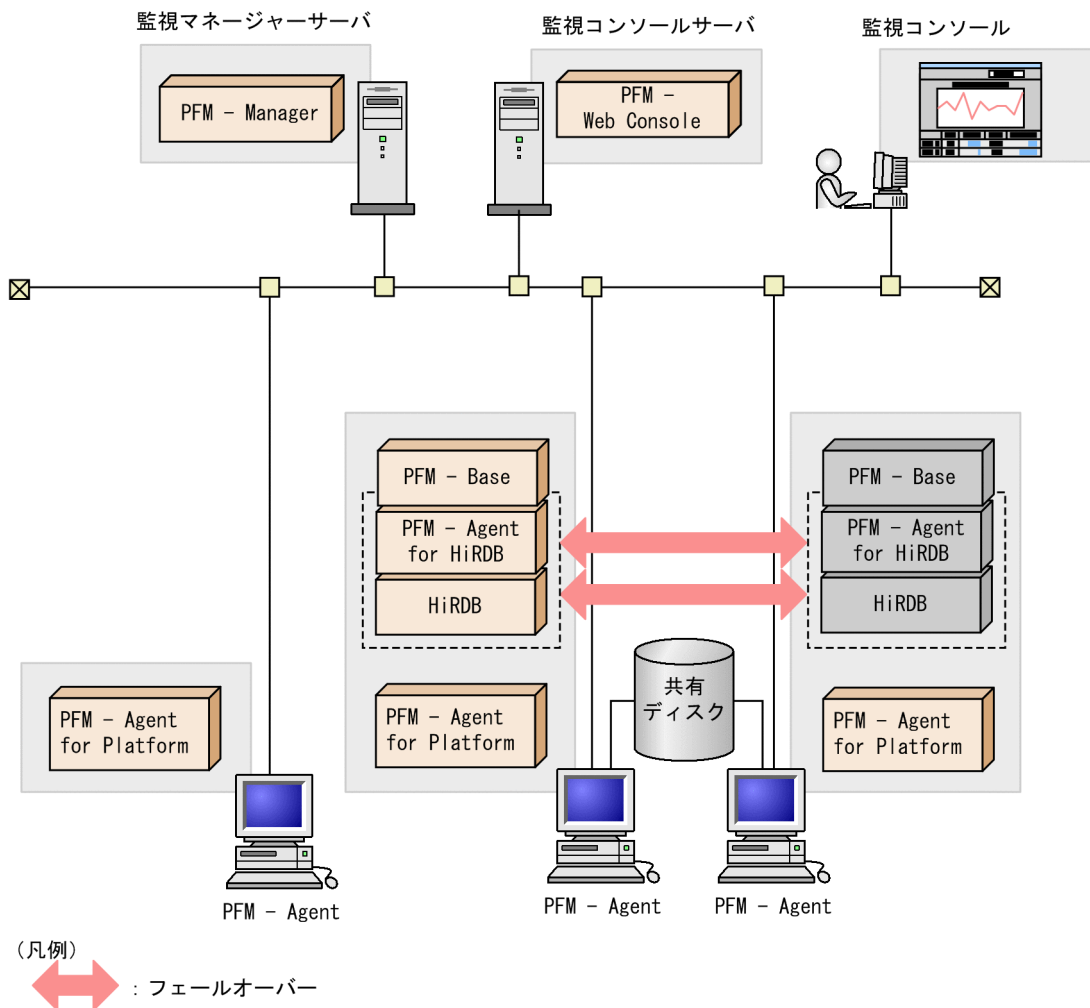 監視マネージャーサーバ
監視コンソールサーバ
監視コンソール
PFM - Manager
PFM -
Web Console
PFM - Base
PFM - Agent
for HiRDB
HiRDB
PFM - Base
PFM - Agent
for HiRDB
HiRDB
共有
ディスク
PFM - Agent
for Platform
PFM - Agent
for Platform
PFM - Agent
for Platform
PFM - Agent
PFM - Agent
PFM - Agent
(凡例)
: フェールオーバー